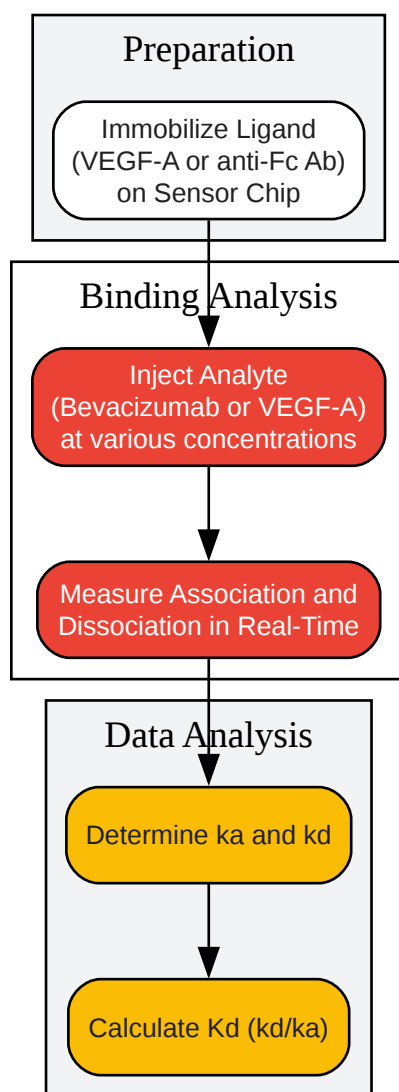 Preparation
Immobilize Ligand
(VEGF-A or anti-Fc Ab)
on Sensor Chip
Binding Analysis
Inject Analyte
(Bevacizumab or VEGF-A)
at various concentrations
Measure Association and
Dissociation in Real-Time
Data Analysis
Determine ka and kd
Calculate Kd (kd/ka)